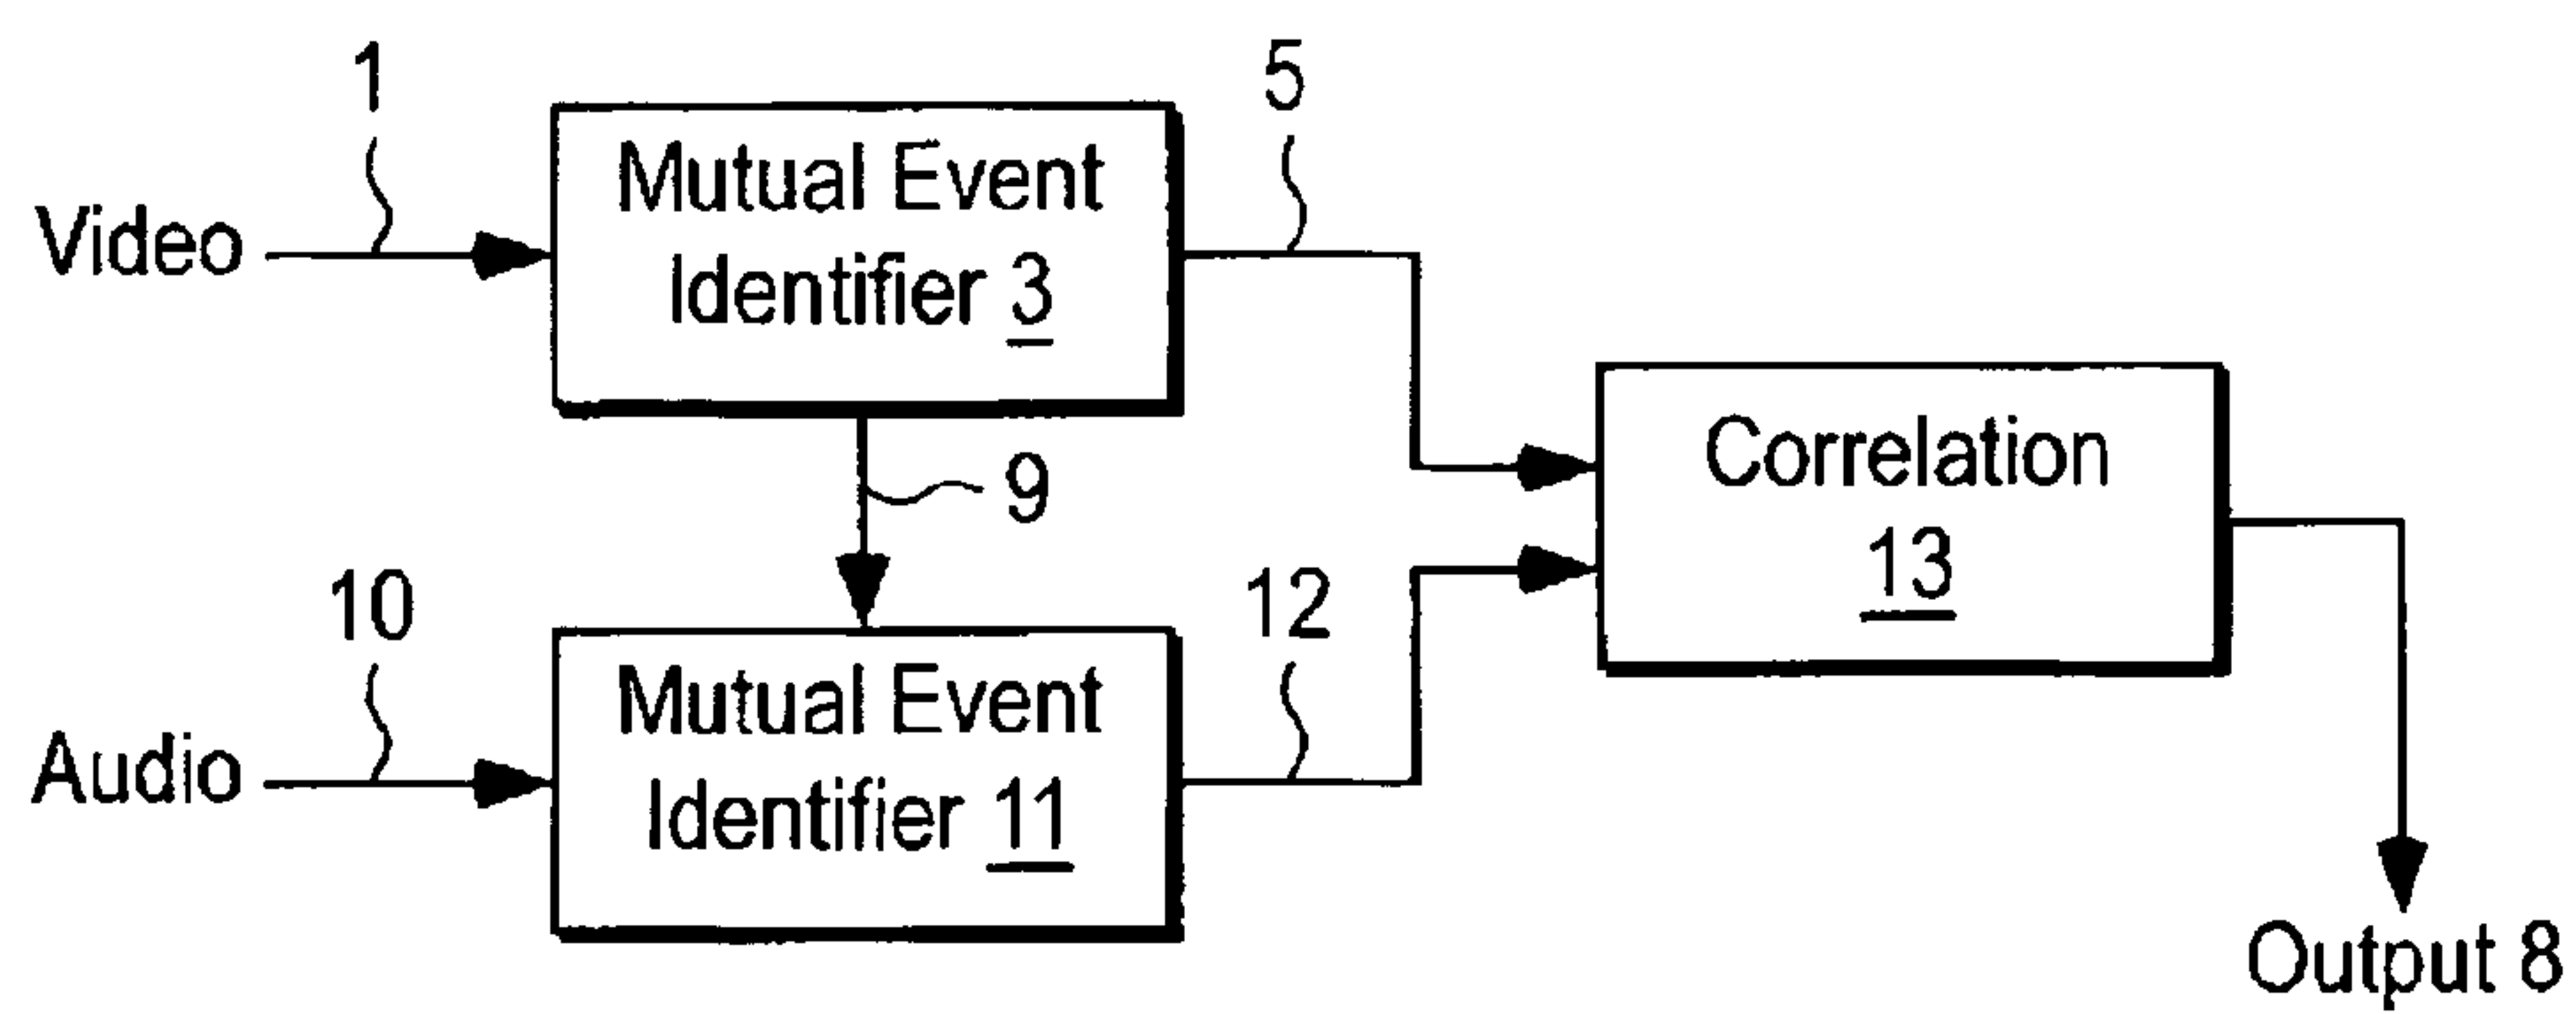 1
5
Video
Mutual Event
Identifier 3
9
Correlation
13
10
12
Audio
Mutual Event
Identifier 11
Output 8